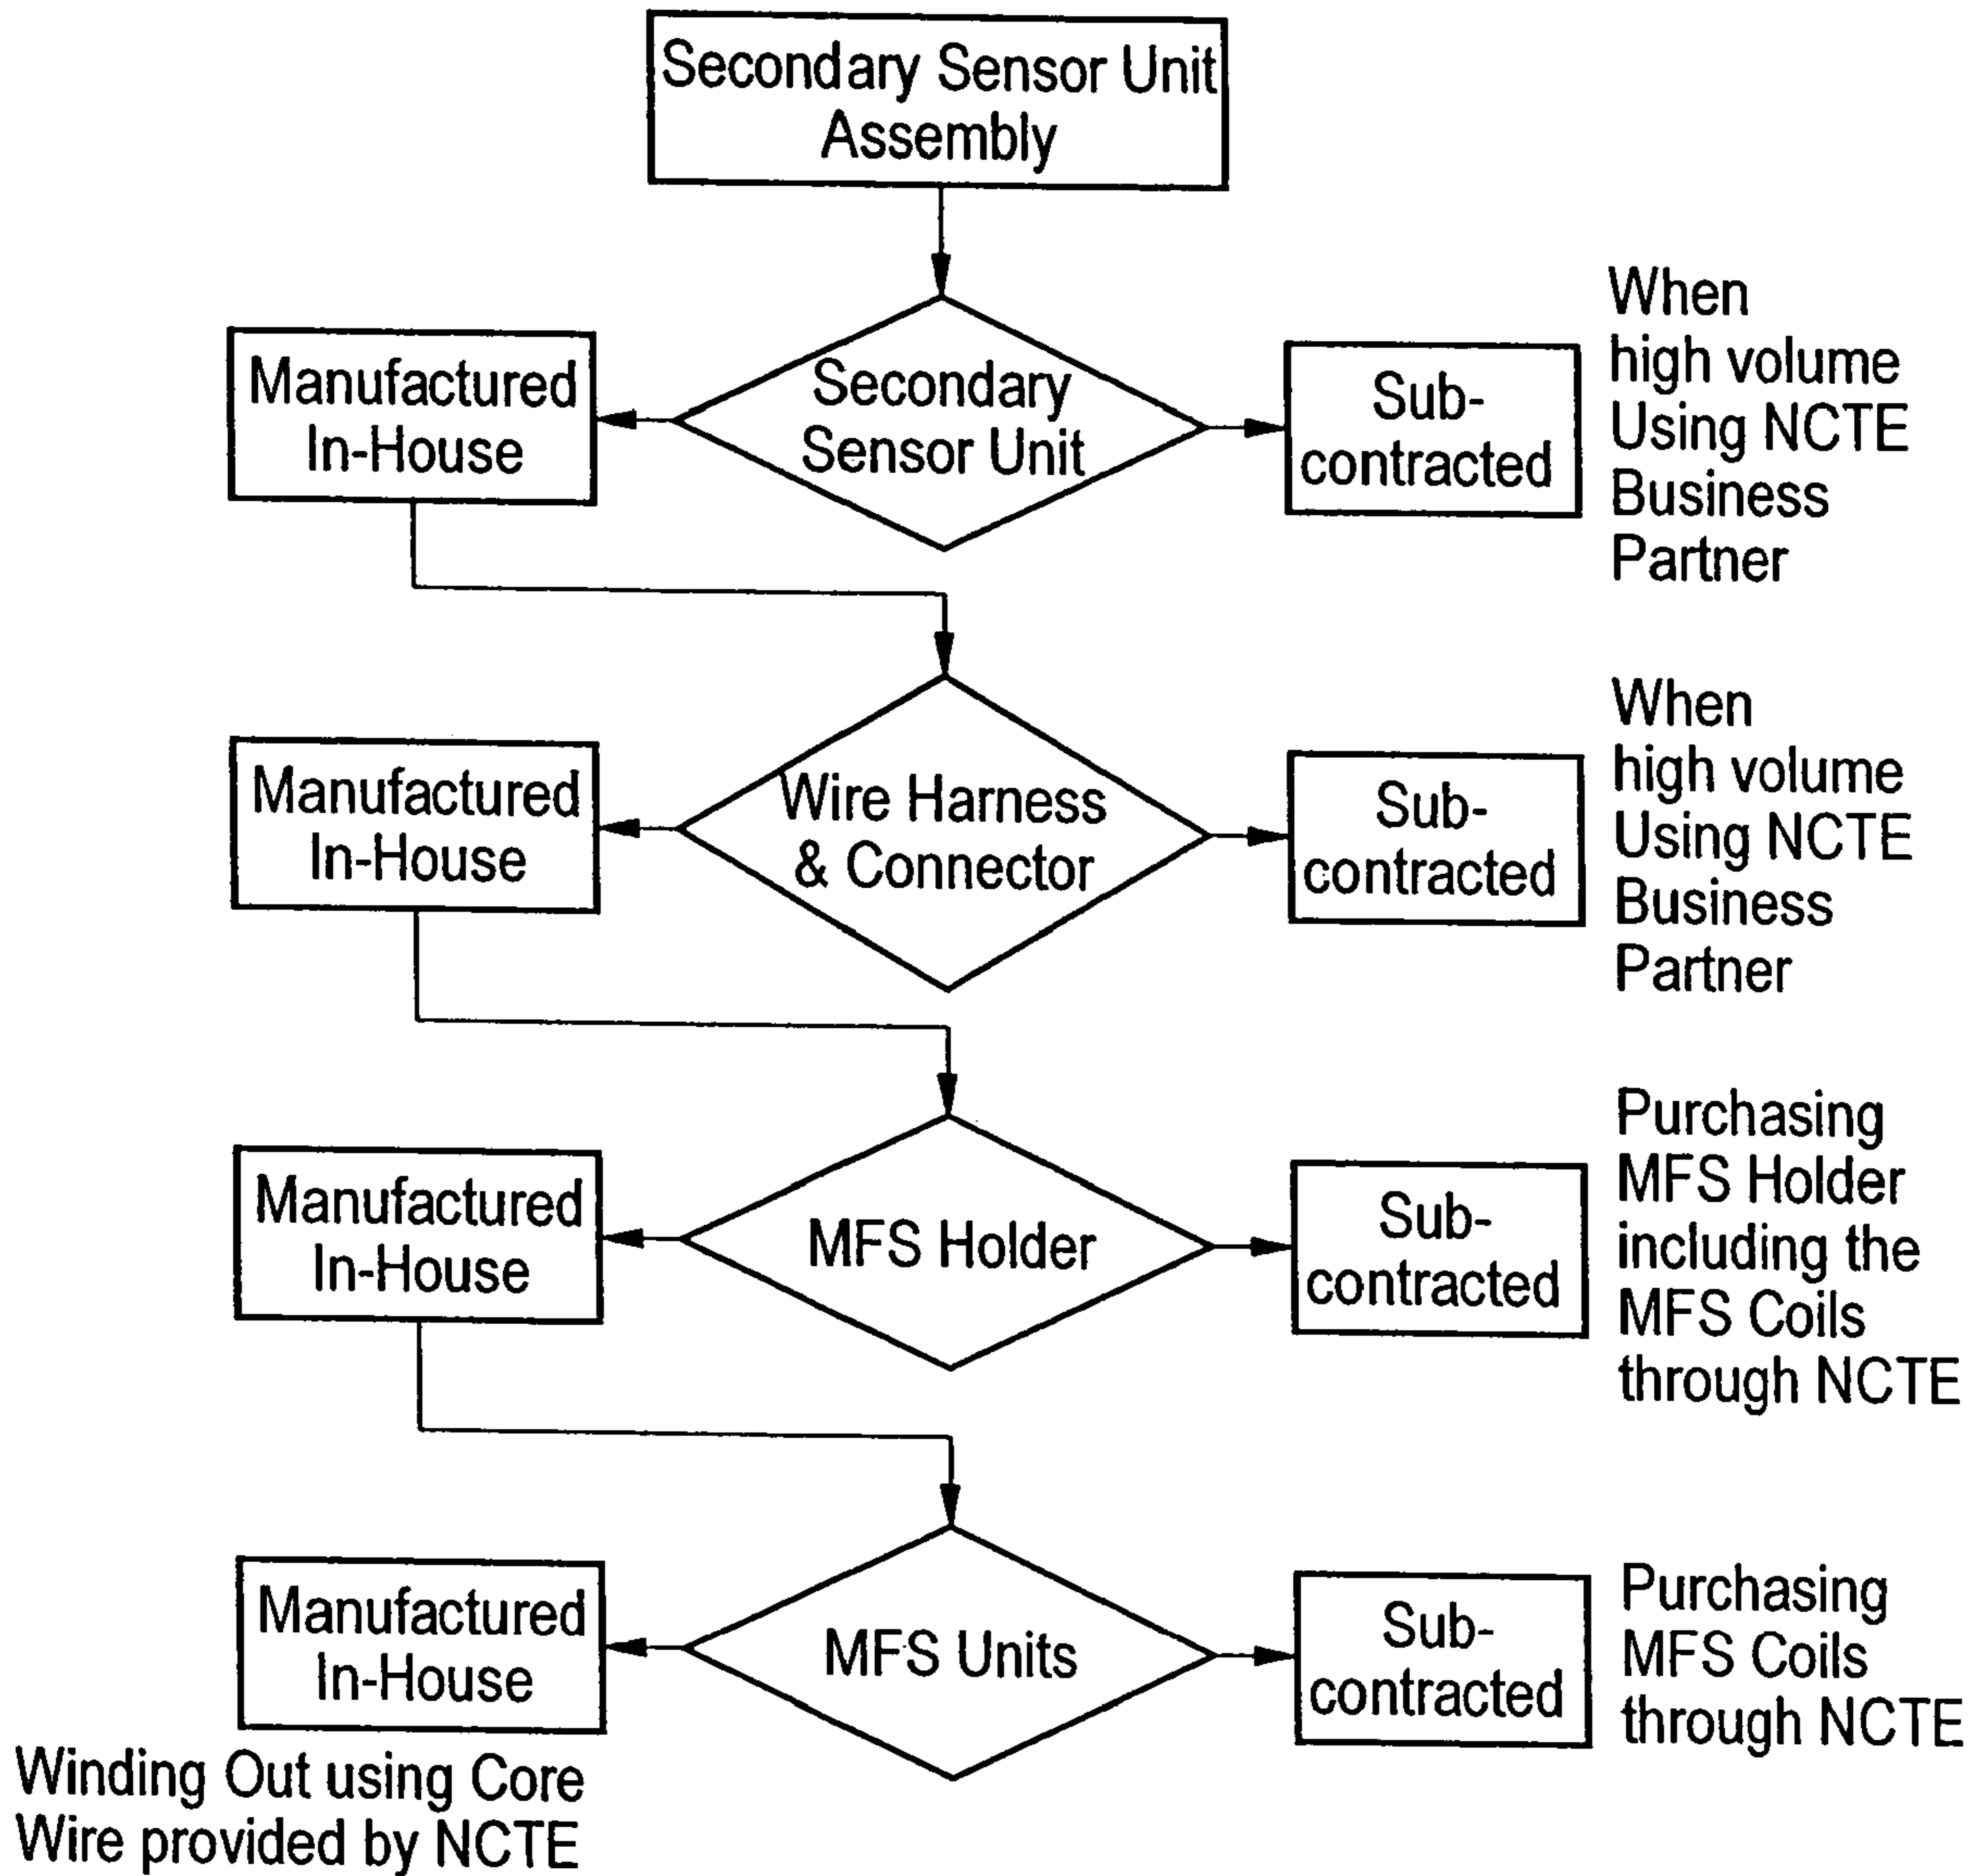 Secondary Sensor Unit
Assembly
Manufactured
In-House
Secondary
Sensor Unit
Sub-
contracted
When
high volume
Using NCTE
Business
Partner
Manufactured
In-House
Wire Harness
& Connector
Sub-
contracted
When
high volume
Using NCTE
Business
Partner
Manufactured
In-House
MFS Holder
Sub-
contracted
Purchasing
MFS Holder
including the
MFS Coils
through NCTE
Manufactured
In-House
MFS Units
Sub-
contracted
Purchasing
MFS Coils
through NCTE
Winding Out using Core
Wire provided by NCTE